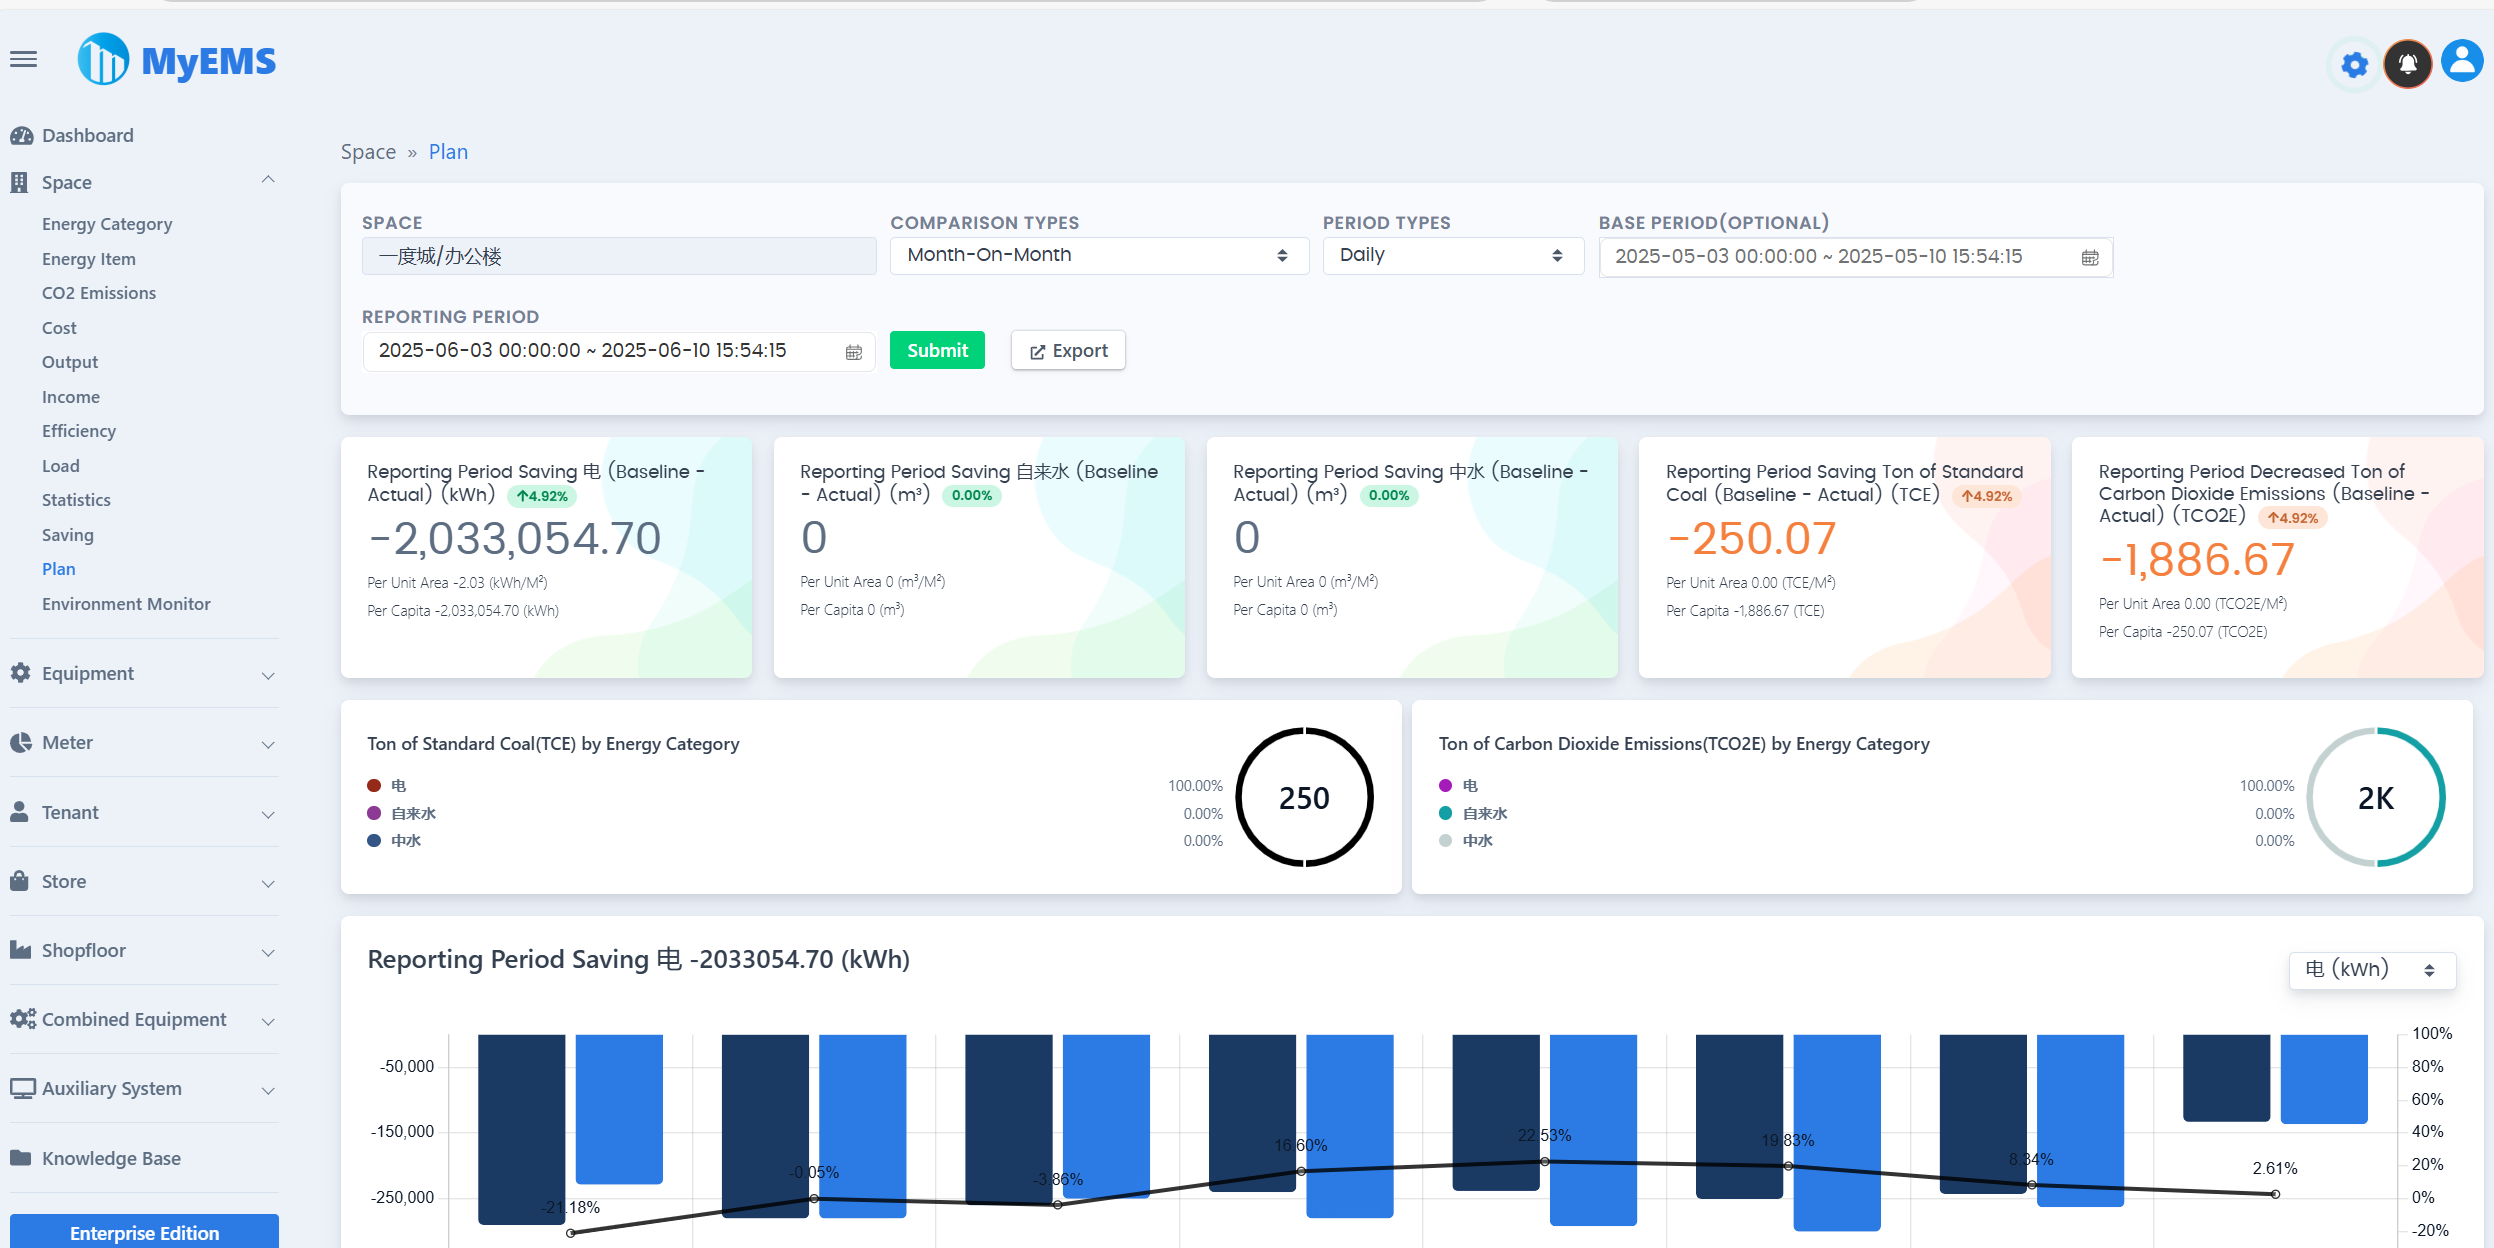 MyEMS
Dashboard
Space
Energy Category
Energy Item
CO2 Emissions
Cost
Output
Income
Efficiency
Load
Statistics
Saving
Plan
Environment Monitor
Equipment
Meter
Tenant
Store
Shopfloor
Combined Equipment
Auxiliary System
Knowledge Base
Enterprise Edition
Space » Plan
SPACE
一度城/办公楼
COMPARISON TYPES
Month-On-Month
PERIOD TYPES
Daily
BASE PERIOD(OPTIONAL)
2025-05-03 00:00:00 ~ 2025-05-10 15:54:15
REPORTING PERIOD
2025-06-03 00:00:00 ~ 2025-06-10 15:54:15
Submit
Export
Reporting Period Saving 电 (Baseline -
Actual) (kWh) ↑4.92%
-2,033,054.70
Per Unit Area -2.03 (kWh/M²)
Per Capita -2,033,054.70 (kWh)
Reporting Period Saving 自来水 (Baseline
- Actual) (m³) 0.00%
0
Per Unit Area 0 (m³/M²)
Per Capita 0 (m³)
Reporting Period Saving 中水 (Baseline -
Actual) (m³) 0.00%
0
Per Unit Area 0 (m³/M²)
Per Capita 0 (m³)
Reporting Period Saving Ton of Standard
Coal (Baseline - Actual) (TCE) ↑4.92%
-250.07
Per Unit Area 0.00 (TCE/M²)
Per Capita -1,886.67 (TCE)
Reporting Period Decreased Ton of
Carbon Dioxide Emissions (Baseline -
Actual) (TCO2E) ↑4.92%
-1,886.67
Per Unit Area 0.00 (TCO2E/M²)
Per Capita -250.07 (TCO2E)
Ton of Standard Coal(TCE) by Energy Category
电 100.00%
自来水 0.00%
中水 0.00%
250
Ton of Carbon Dioxide Emissions(TCO2E) by Energy Category
电 100.00%
自来水 0.00%
中水 0.00%
2K
Reporting Period Saving 电 -2033054.70 (kWh)
电 (kWh)
-50,000
-150,000
-250,000
-21.18%
-0.05%
-3.86%
16.60%
22.53%
19.83%
8.34%
2.61%
100%
80%
60%
40%
20%
0%
-20%